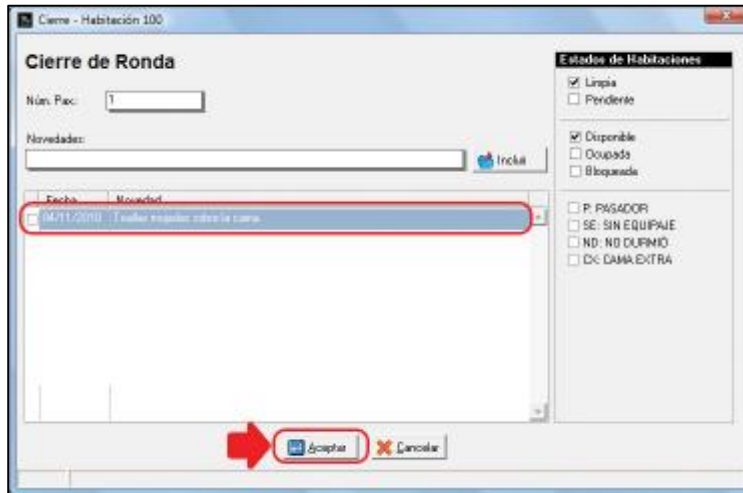 Cierre - Habitación 100
Cierre de Ronda
Núm. Pax: 1
Novedades:
Incluir
Fecha Novedad
04/11/2010 Toallas mojadas sobre la cama
Aceptar Cancelar
Estados de Habitaciones
Limpia
Pendiente
Disponible
Ocupada
Bloqueada
P: PASADOR
SE: SIN EQUIPAJE
ND: NO DURMIÓ
CX: CAMA EXTRA